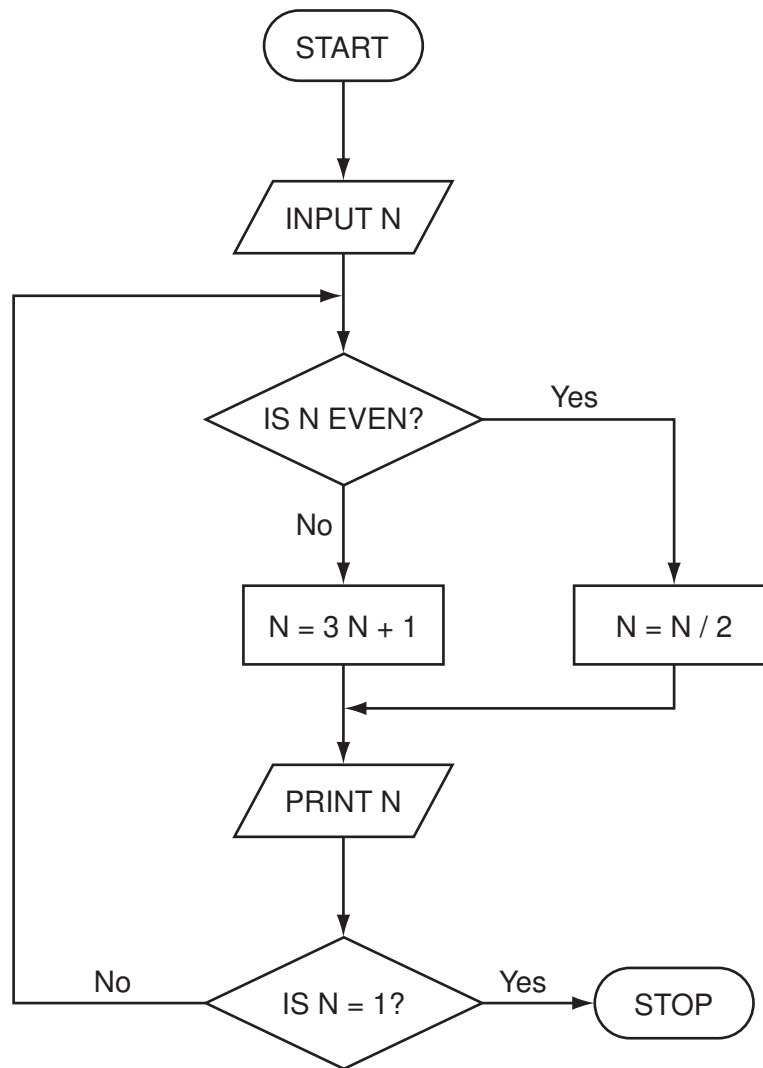 START
INPUT N
IS N EVEN?
Yes
No
N = 3 N + 1
N = N / 2
PRINT N
No
IS N = 1?
Yes
STOP